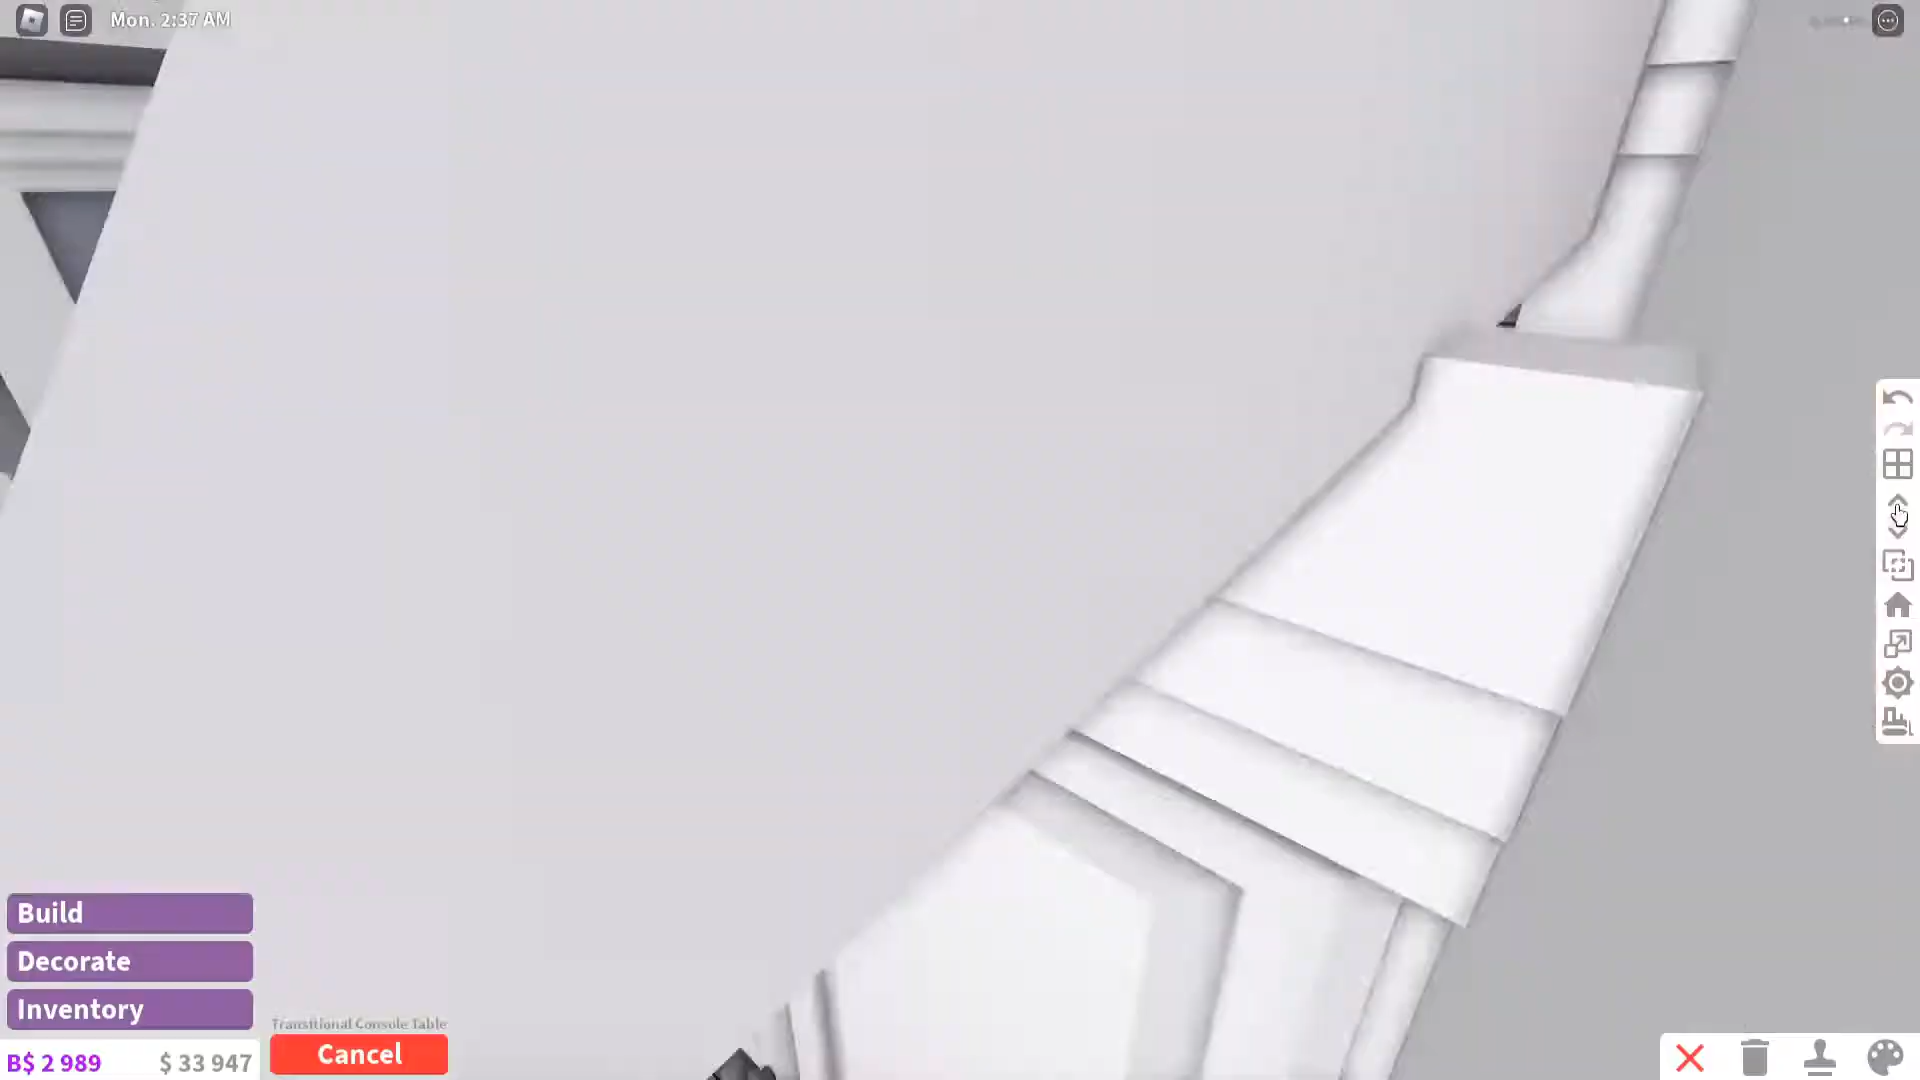 Mon. 2:37 AM
Build
Decorate
Inventory
Transitional Console Table
Cancel
B$ 2 989
$ 33 947